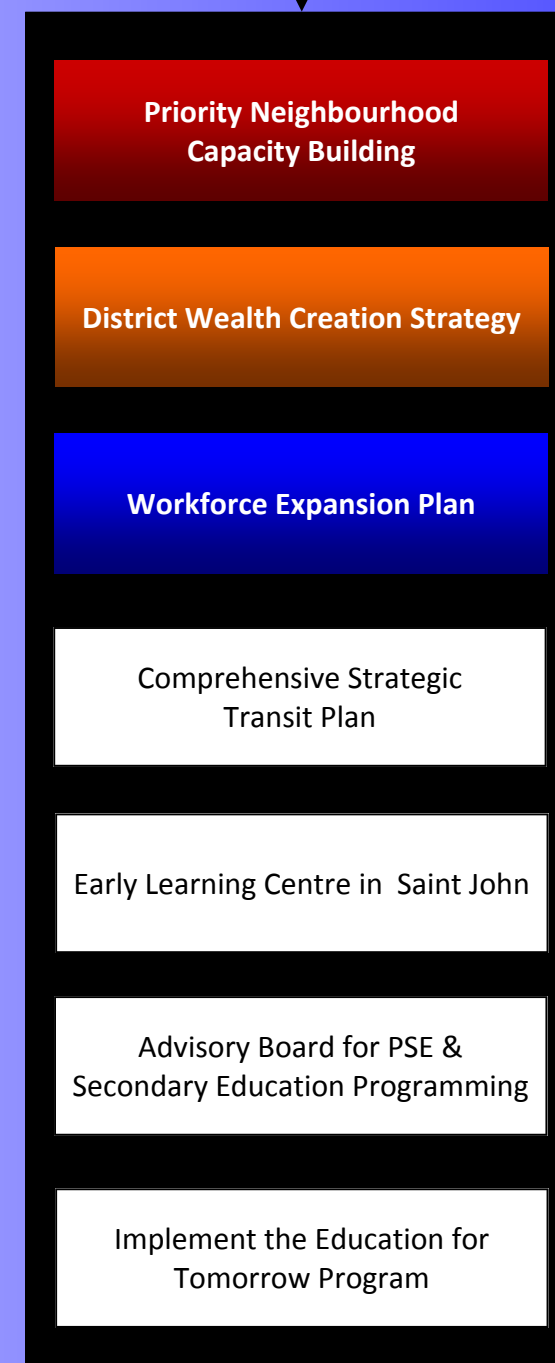 Priority Neighbourhood
Capacity Building
District Wealth Creation Strategy
Workforce Expansion Plan
Comprehensive Strategic
Transit Plan
Early Learning Centre in  Saint John
Advisory Board for PSE &
Secondary Education Programming
Implement the Education for
Tomorrow Program